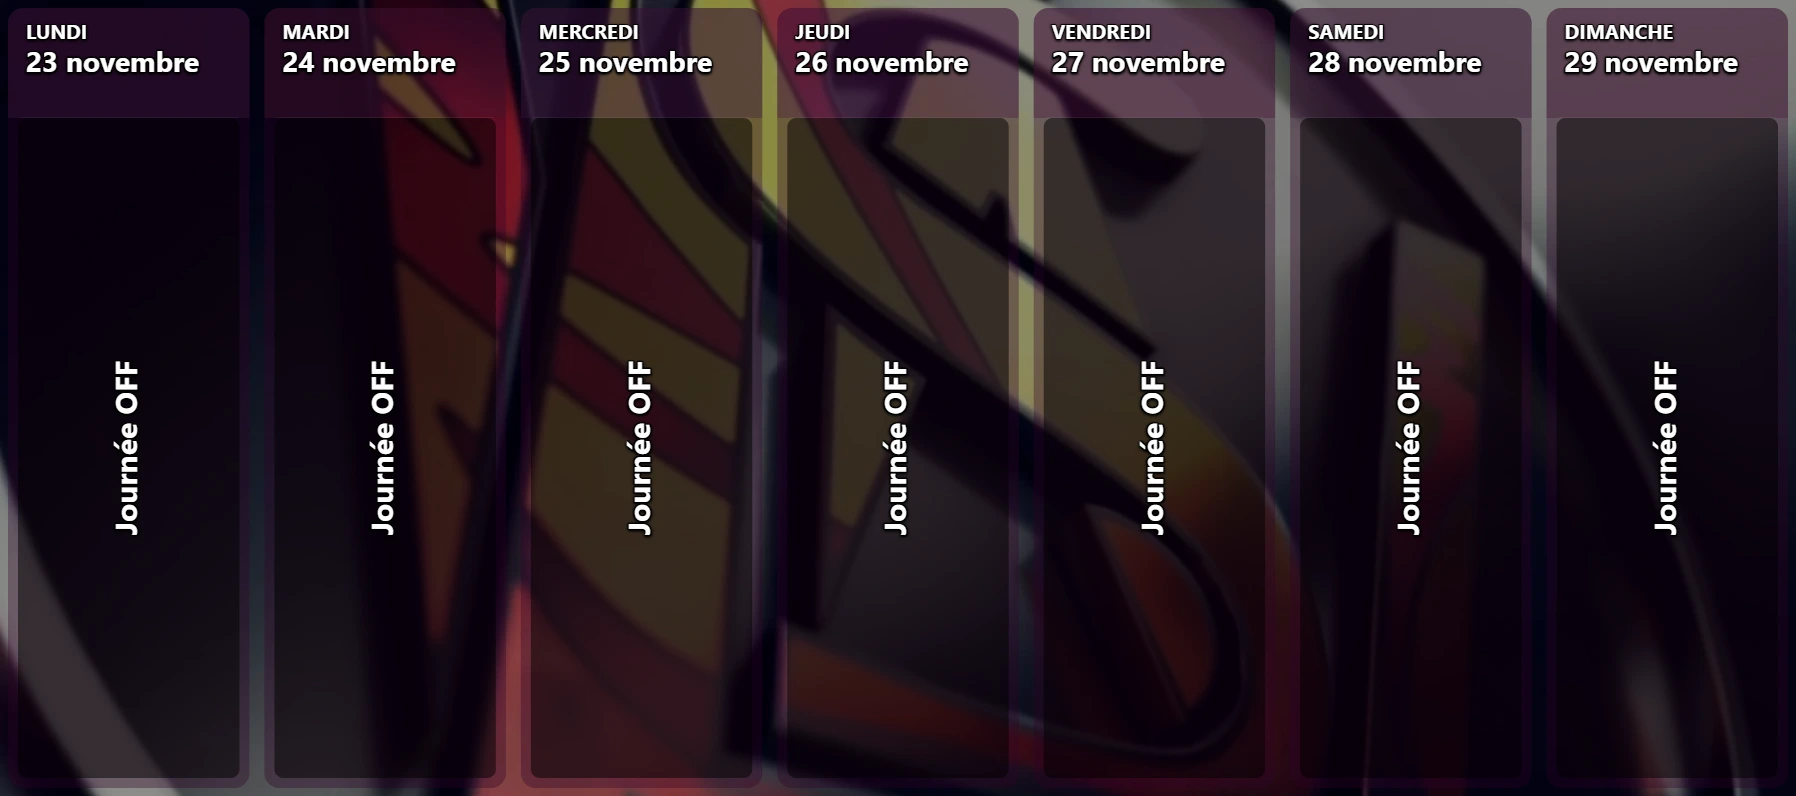 LUNDI
23 novembre
Journée OFF
MARDI
24 novembre
Journée OFF
MERCREDI
25 novembre
Journée OFF
JEUDI
26 novembre
Journée OFF
VENDREDI
27 novembre
Journée OFF
SAMEDI
28 novembre
Journée OFF
DIMANCHE
29 novembre
Journée OFF